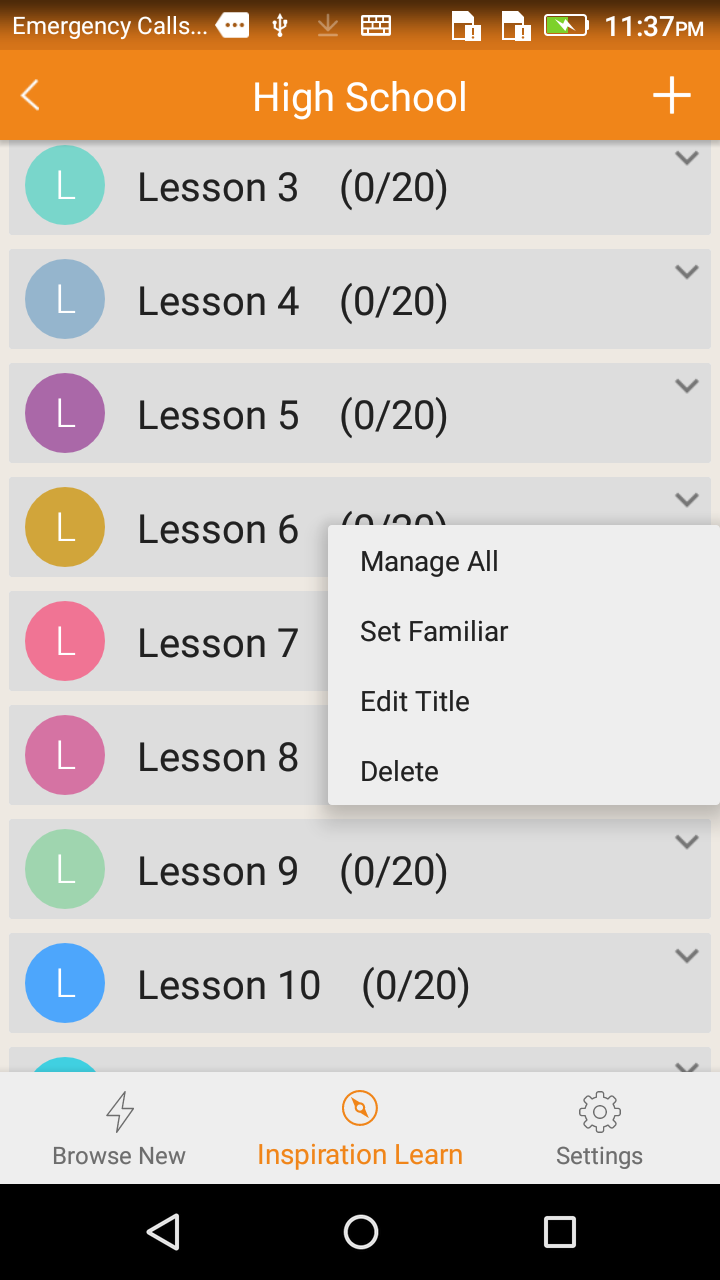 Emergency Calls... 11:37PM
High School
L Lesson 3 (0/20)
L Lesson 4 (0/20)
L Lesson 5 (0/20)
L Lesson 6 (0/20)
Manage All
Set Familiar
L Lesson 7
Edit Title
L Lesson 8
Delete
L Lesson 9 (0/20)
L Lesson 10 (0/20)
Browse New
Inspiration Learn
Settings